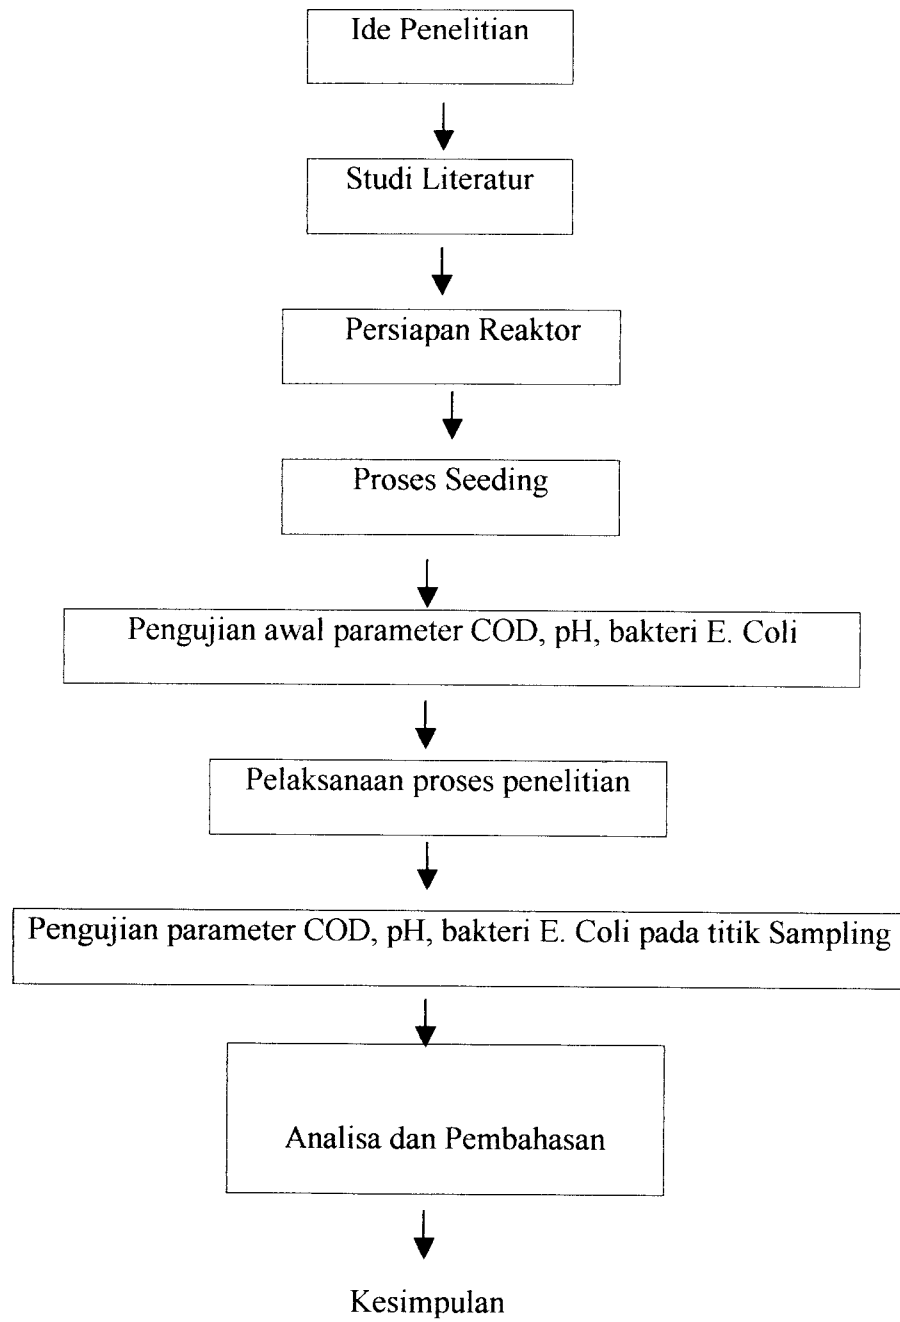 Ide Penelitian
Studi Literatur
Persiapan Reaktor
Proses Seeding
Pengujian awal parameter COD, pH, bakteri E. Coli
Pelaksanaan proses penelitian
Pengujian parameter COD, pH, bakteri E. Coli pada titik Sampling
Analisa dan Pembahasan
Kesimpulan